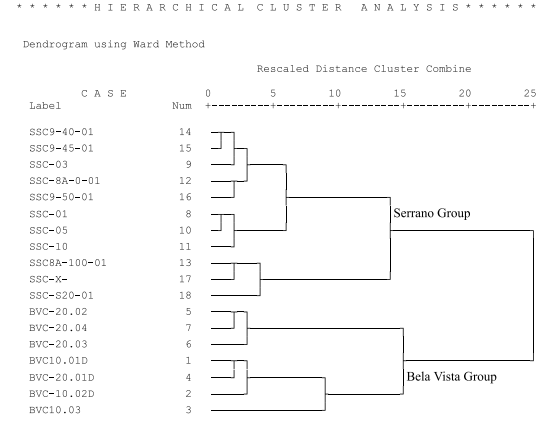 * * * * * * H I E R A R C H I C A L  C L U S T E R  A N A L Y S I S * * * * * *
Dendrogram using Ward Method
Rescaled Distance Cluster Combine
C A S E 0 5 10 15 20 25
Label Num +---------+---------+---------+---------+---------+
SSC9-40-01 14
SSC9-45-01 15
SSC-03 9
SSC-8A-0-01 12
SSC9-50-01 16
SSC-01 8
Serrano Group
SSC-05 10
SSC-10 11
SSC8A-100-01 13
SSC-X- 17
SSC-S20-01 18
BVC-20.02 5
BVC-20.04 7
BVC-20.03 6
BVC10.01D 1
BVC-20.01D 4
Bela Vista Group
BVC-10.02D 2
BVC10.03 3